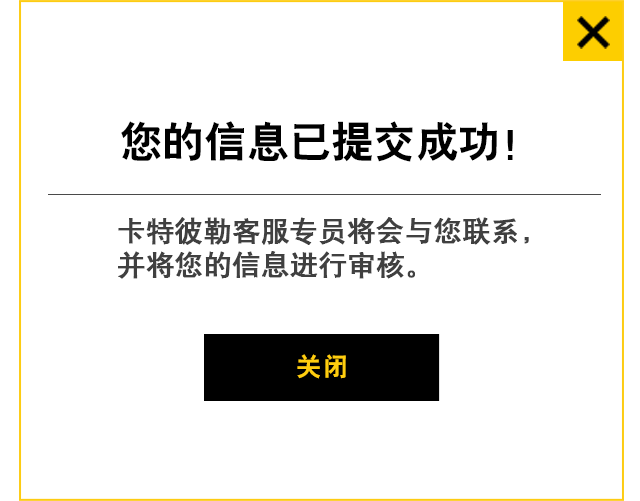 您的信息已提交成功!
卡特彼勒客服专员将会与您联系，
并将您的信息进行审核。
关闭